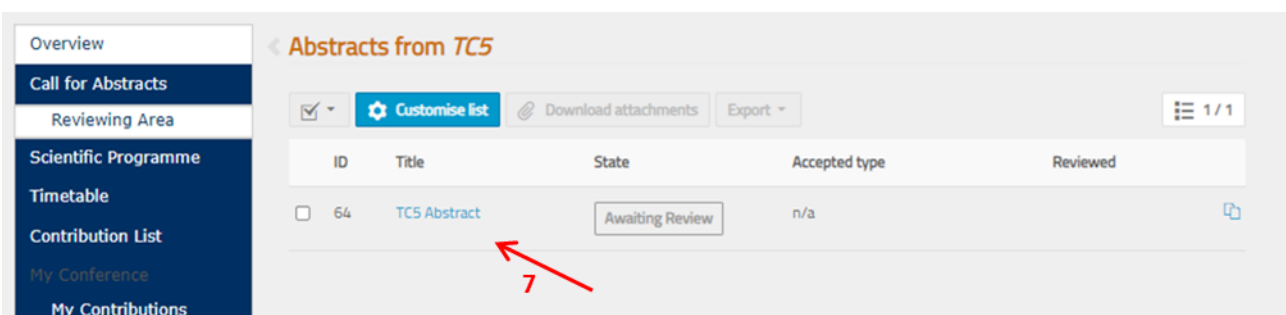 Overview
Call for Abstracts
Reviewing Area
Scientific Programme
Timetable
Contribution List
My Conference
My Contributions
Abstracts from TC5
Customise list
Download attachments
Export
1/1
ID Title State Accepted type Reviewed
64 TC5 Abstract Awaiting Review n/a
7